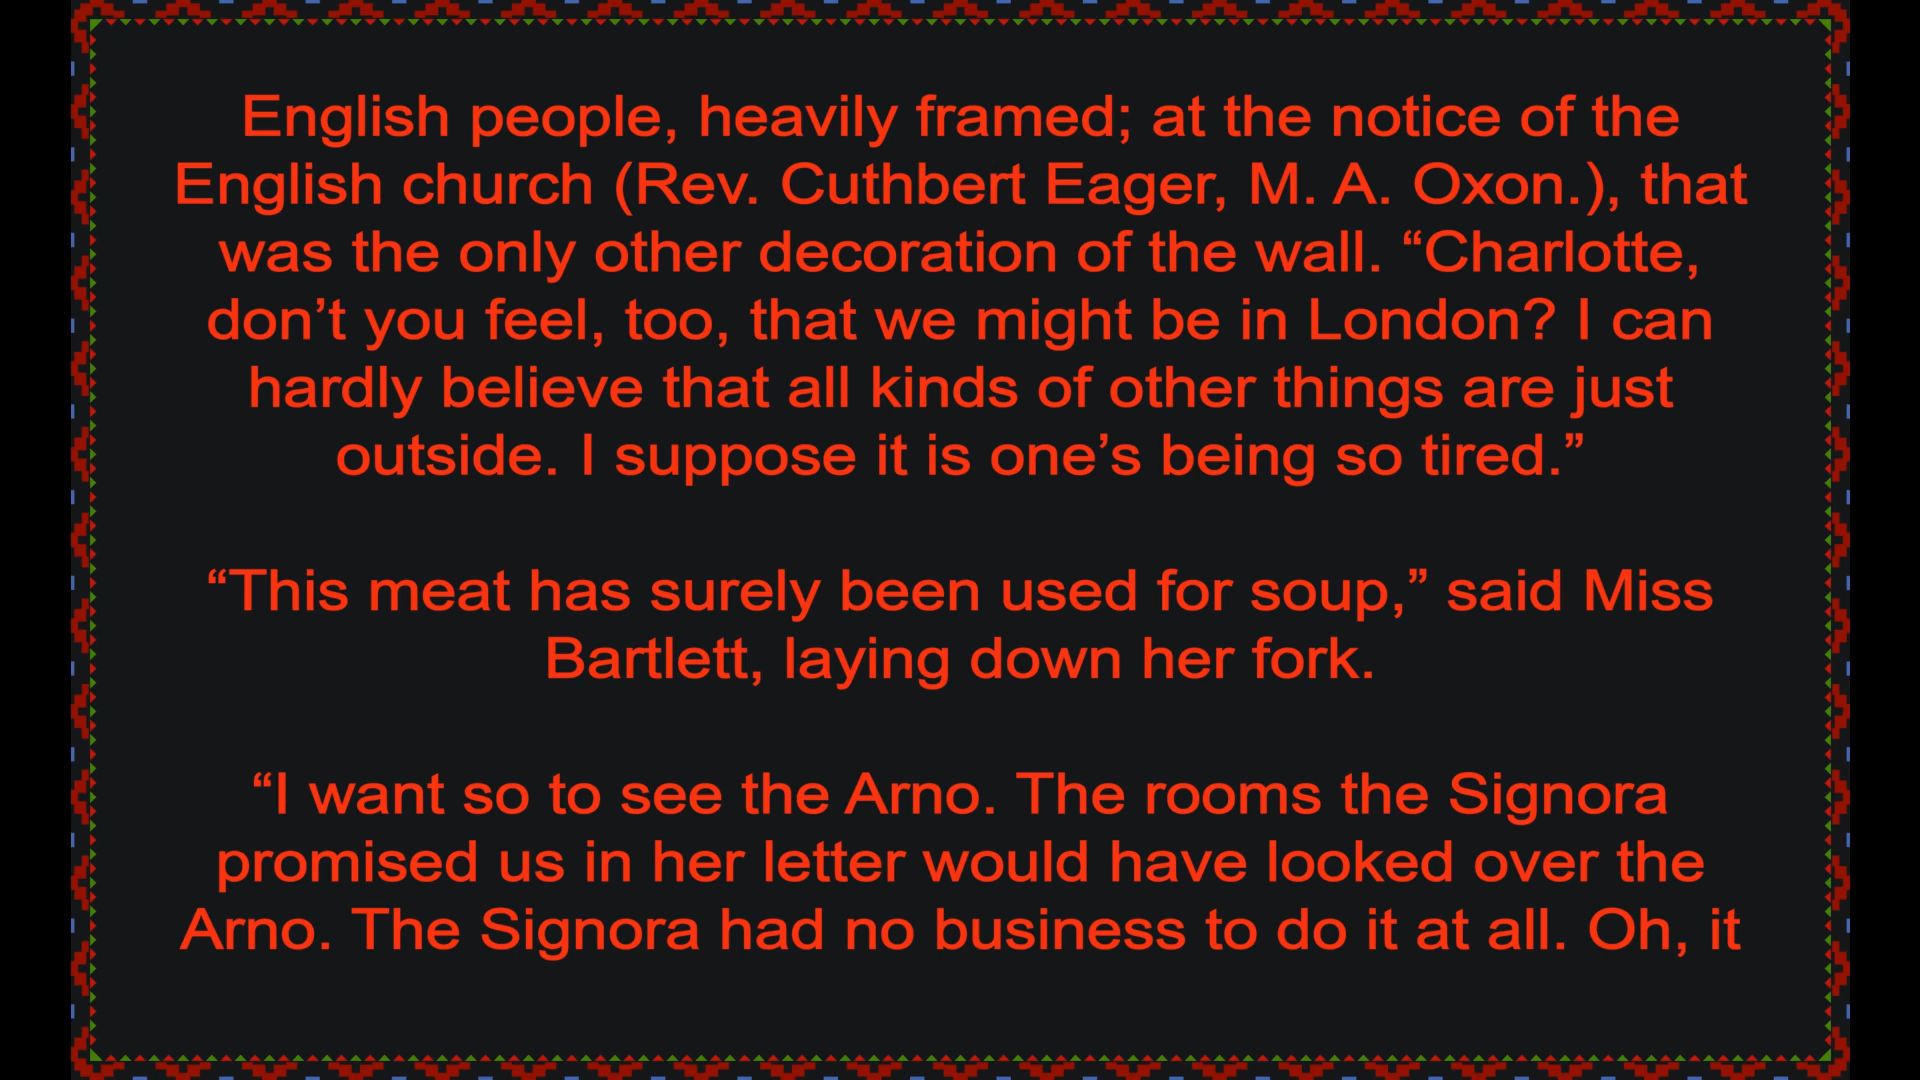 English people, heavily framed; at the notice of the
English church (Rev. Cuthbert Eager, M. A. Oxon.), that
was the only other decoration of the wall. “Charlotte,
don’t you feel, too, that we might be in London? I can
hardly believe that all kinds of other things are just
outside. I suppose it is one’s being so tired.”
“This meat has surely been used for soup,” said Miss
Bartlett, laying down her fork.
“I want so to see the Arno. The rooms the Signora
promised us in her letter would have looked over the
Arno. The Signora had no business to do it at all. Oh, it